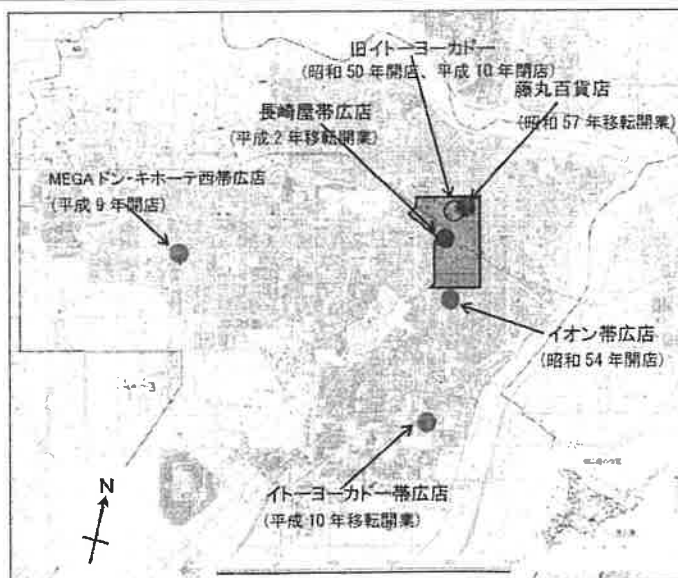 旧イトーヨーカドー
(昭和50年開店、平成10年閉店)
藤丸百貨店
(昭和57年移転開業)
長崎屋帯広店
(平成2年移転開業)
MEGAドン・キホーテ西帯広店
(平成9年開店)
イオン帯広店
(昭和54年開店)
イトーヨーカドー帯広店
(平成10年移転開業)
N